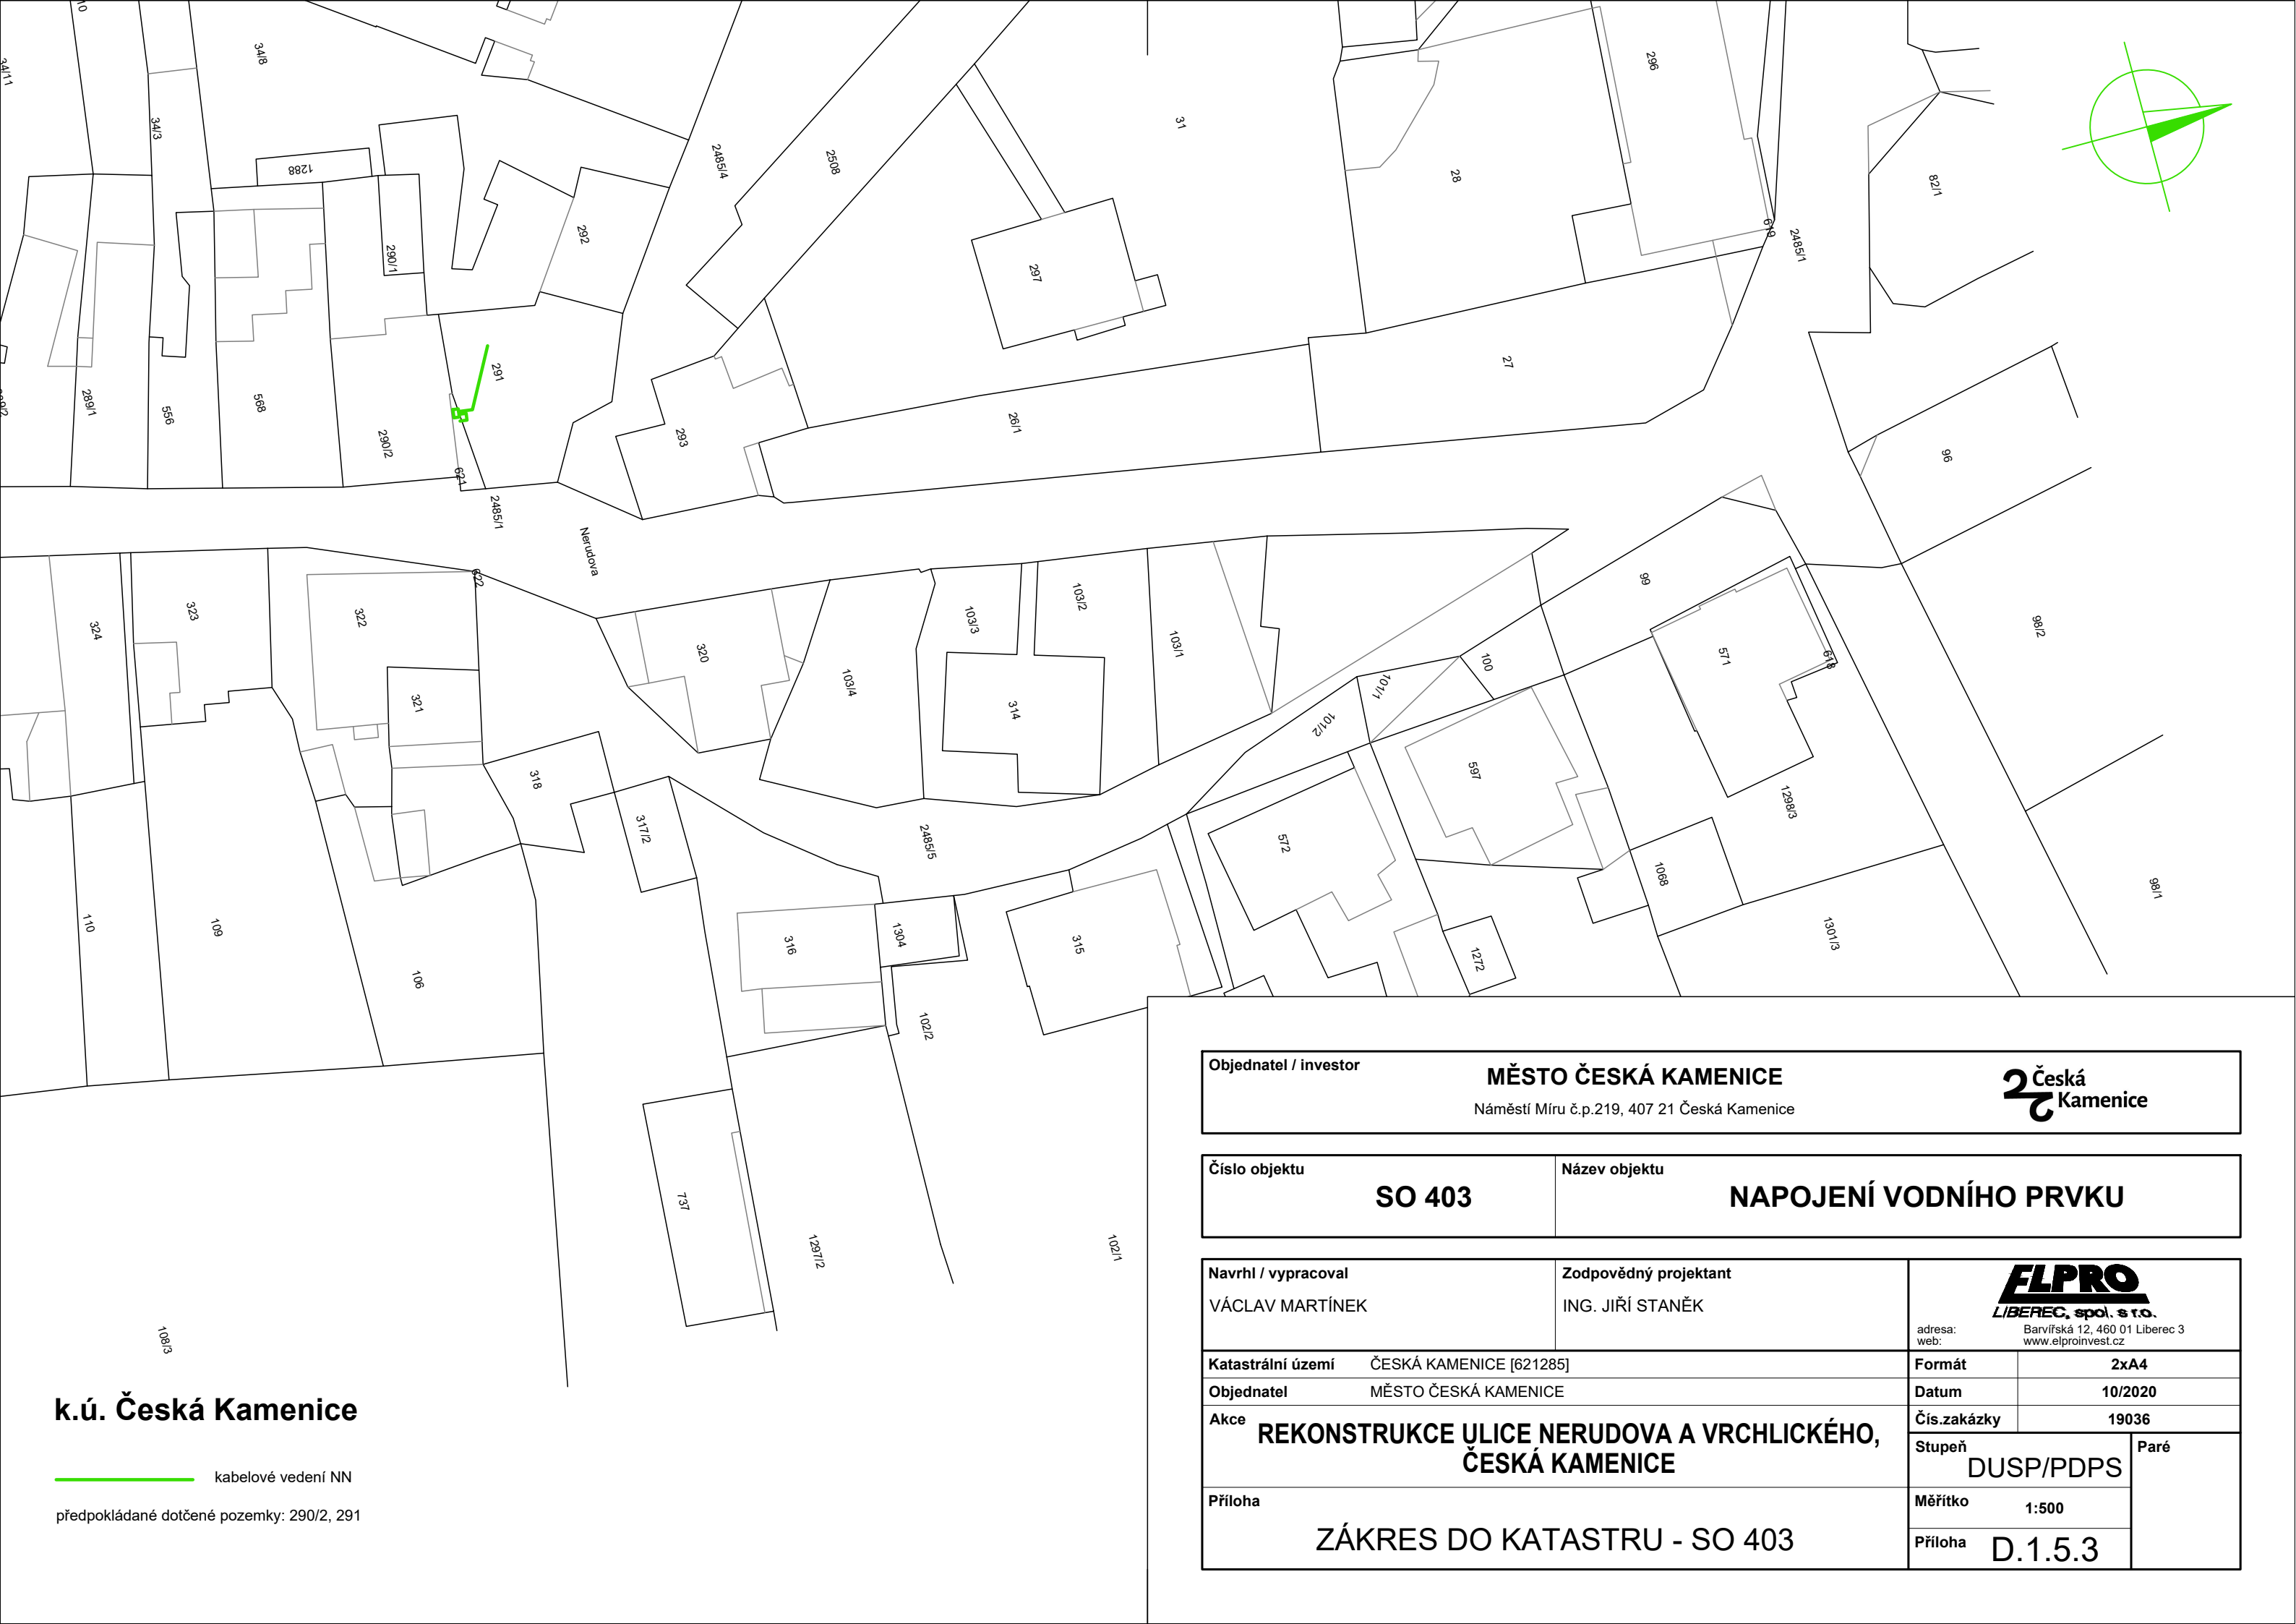 10
34/11
34/8
34/3
1288
2485/4
2508
31
296
28
82/1
292
290/1
297
619
2485/1
291
289/1
556
568
290/2
293
26/1
27
96
621
2485/1
Nerudova
622
324
323
322
321
320
103/4
103/3
103/2
103/1
314
99
100
101/1
101/2
571
618
98/2
597
1298/3
318
317/2
2485/5
572
1068
98/1
110
109
106
316
1304
315
1272
1301/3
102/2
737
1297/2
102/1
108/3
k.ú. Česká Kamenice
kabelové vedení NN
předpokládané dotčené pozemky: 290/2, 291
Objednatel / investor
MĚSTO ČESKÁ KAMENICE
Náměstí Míru č.p.219, 407 21 Česká Kamenice
Česká
Kamenice
Číslo objektu
SO 403
Název objektu
NAPOJENÍ VODNÍHO PRVKU
Navrhl / vypracoval
VÁCLAV MARTÍNEK
Zodpovědný projektant
ING. JIŘÍ STANĚK
ELPRO
LIBEREC, spol. s r.o.
adresa: Barvířská 12, 460 01 Liberec 3
web: www.elproinvest.cz
Katastrální území ČESKÁ KAMENICE [621285]
Formát 2xA4
Objednatel MĚSTO ČESKÁ KAMENICE
Datum 10/2020
Akce REKONSTRUKCE ULICE NERUDOVA A VRCHLICKÉHO,
ČESKÁ KAMENICE
Čís.zakázky 19036
Stupeň
DUSP/PDPS
Paré
Měřítko 1:500
Příloha
ZÁKRES DO KATASTRU - SO 403
Příloha D.1.5.3